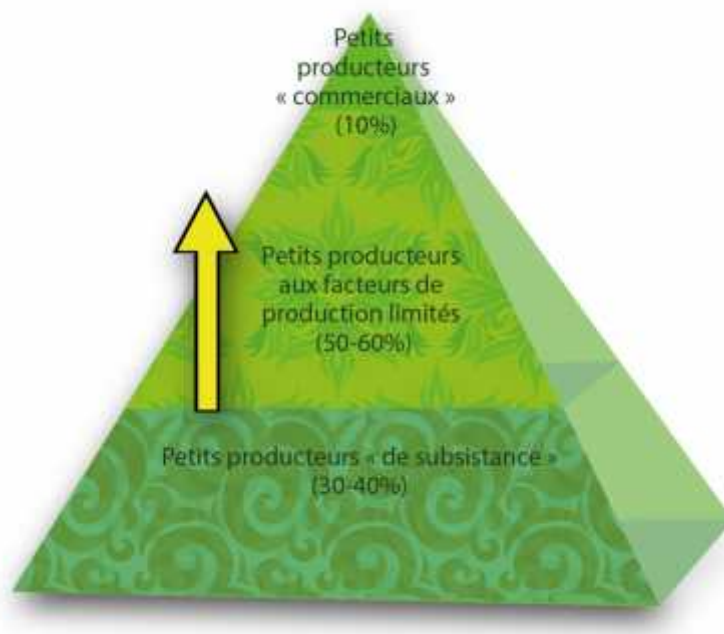 Petits
producteurs
« commerciaux »
(10%)
Petits producteurs
aux facteurs de
production limités
(50-60%)
Petits producteurs « de subsistance »
(30-40%)